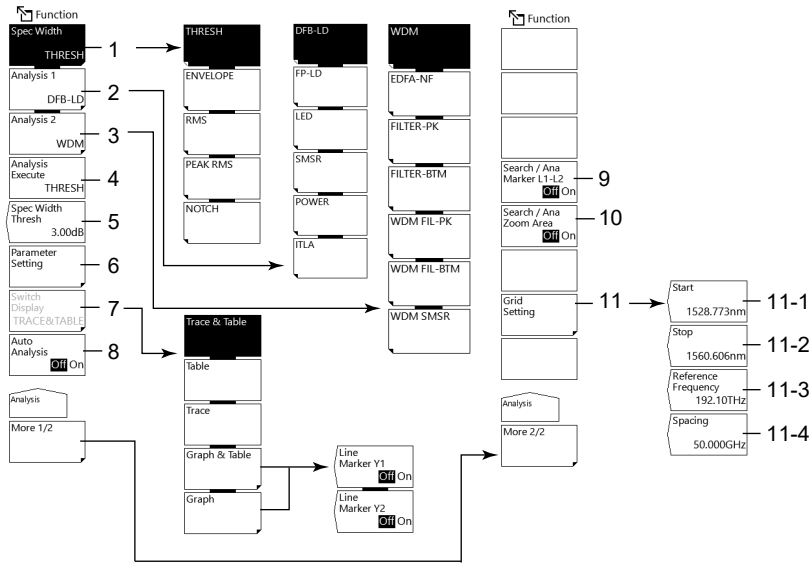 Function
Spec Width
THRESH
1
Analysis 1
DFB-LD
2
Analysis 2
WDM
3
Analysis
Execute
THRESH
4
Spec Width
Thresh
3.00dB
5
Parameter
Setting
6
Switch
Display
TRACE&TABLE
7
Auto
Analysis
Off On
8
Analysis
More 1/2
THRESH
ENVELOPE
RMS
PEAK RMS
NOTCH
Trace & Table
Table
Trace
Graph & Table
Graph
DFB-LD
FP-LD
LED
SMSR
POWER
ITLA
Line
Marker Y1
Off On
Line
Marker Y2
Off On
WDM
EDFA-NF
FILTER-PK
FILTER-BTM
WDM FIL-PK
WDM FIL-BTM
WDM SMSR
Function
Search / Ana
Marker L1-L2
Off On
9
Search / Ana
Zoom Area
Off On
10
Grid
Setting
11
Analysis
More 2/2
Start
1528.773nm
11-1
Stop
1560.606nm
11-2
Reference
Frequency
192.10THz
11-3
Spacing
50.000GHz
11-4